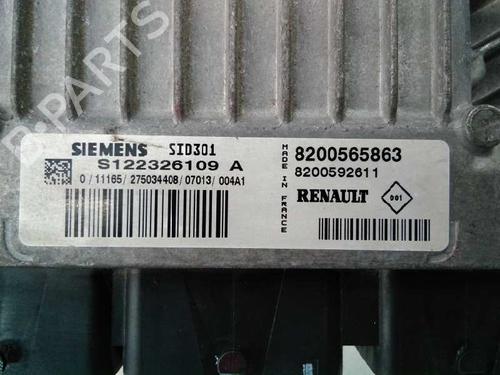 B-PARTS
SIEMENS SID301
S122326109 A
0/11165/275034408/07013/004A1
MADE IN FRANCE
8200565863
8200592611
RENAULT
001